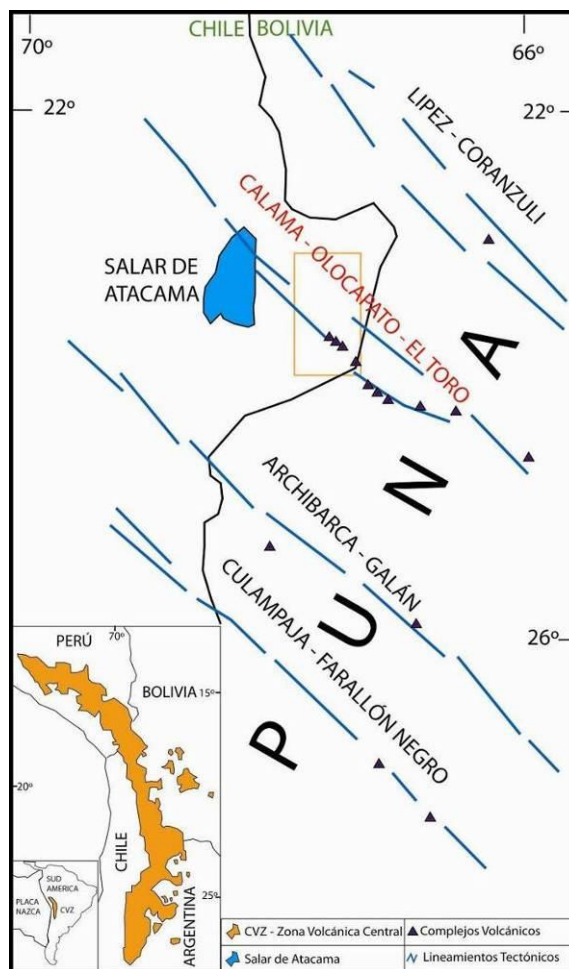 CHILE BOLIVIA
70º
66º
22º
22º
LIPEZ - CORANZULI
CALAMA - OLOCAPATO - EL TORO
SALAR DE
ATACAMA
PUNA
ARCHIBARCA - GALÁN
CULAMPAJA - FARALLÓN NEGRO
26º
PERÚ
70º
BOLIVIA
15º
20º
CHILE
25º
ARGENTINA
SUD
AMERICA
PLACA
NAZCA
CVZ
CVZ - Zona Volcánica Central
Complejos Volcánicos
Salar de Atacama
Lineamientos Tectónicos